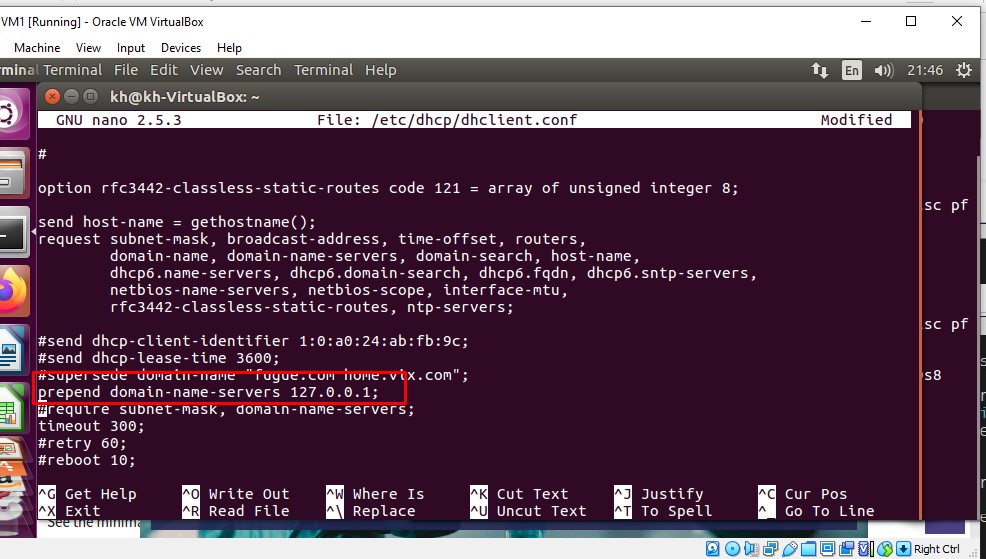 VM1 [Running] - Oracle VM VirtualBox
Machine View Input Devices Help
Terminal File Edit View Search Terminal Help
En 21:46
kh@kh-VirtualBox: ~
GNU nano 2.5.3 File: /etc/dhcp/dhclient.conf Modified
#
option rfc3442-classless-static-routes code 121 = array of unsigned integer 8;
send host-name = gethostname();
request subnet-mask, broadcast-address, time-offset, routers,
domain-name, domain-name-servers, domain-search, host-name,
dhcp6.name-servers, dhcp6.domain-search, dhcp6.fqdn, dhcp6.sntp-servers,
netbios-name-servers, netbios-scope, interface-mtu,
rfc3442-classless-static-routes, ntp-servers;
#send dhcp-client-identifier 1:0:a0:24:ab:fb:9c;
#send dhcp-lease-time 3600;
#supersede domain-name "fugue.com home.vix.com";
prepend domain-name-servers 127.0.0.1;
#require subnet-mask, domain-name-servers;
timeout 300;
#retry 60;
#reboot 10;
^G Get Help ^O Write Out ^W Where Is ^K Cut Text ^J Justify ^C Cur Pos
^X Exit ^R Read File ^\ Replace ^U Uncut Text ^T To Spell ^_ Go To Line
sc pf
sc pf
s8
See the minima
Right Ctrl